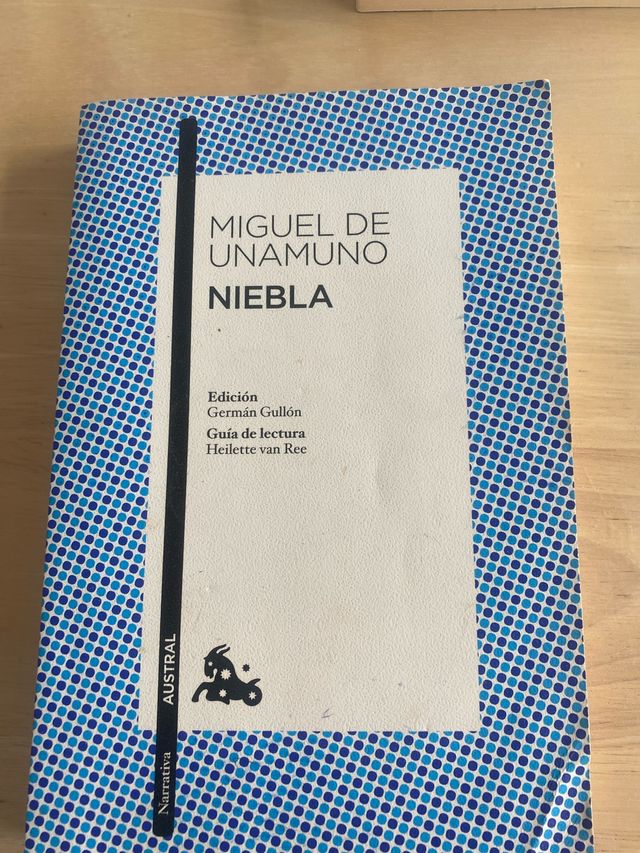 MIGUEL DE
UNAMUNO
NIEBLA
Edición
Germán Gullón
Guía de lectura
Heilette van Ree
AUSTRAL
Narrativa